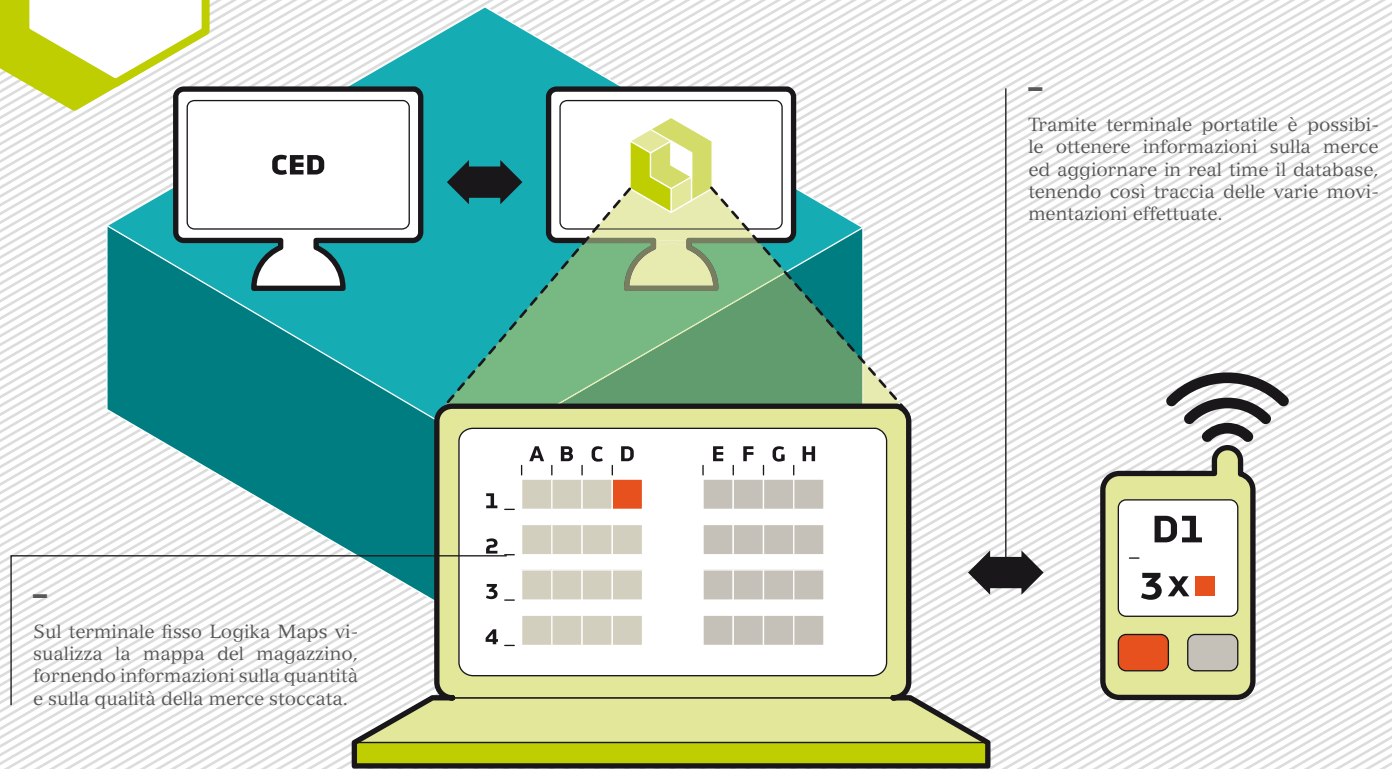 CED
Tramite terminale portatile è possibi-
le ottenere informazioni sulla merce
ed aggiornare in real time il database,
tenendo così traccia delle varie movi-
mentazioni effettuate.
A B C D E F G H
1 _
2 _
3 _
4 _
D1
_
3x
Sul terminale fisso Logika Maps vi-
sualizza la mappa del magazzino,
fornendo informazioni sulla quantità
e sulla qualità della merce stoccata.